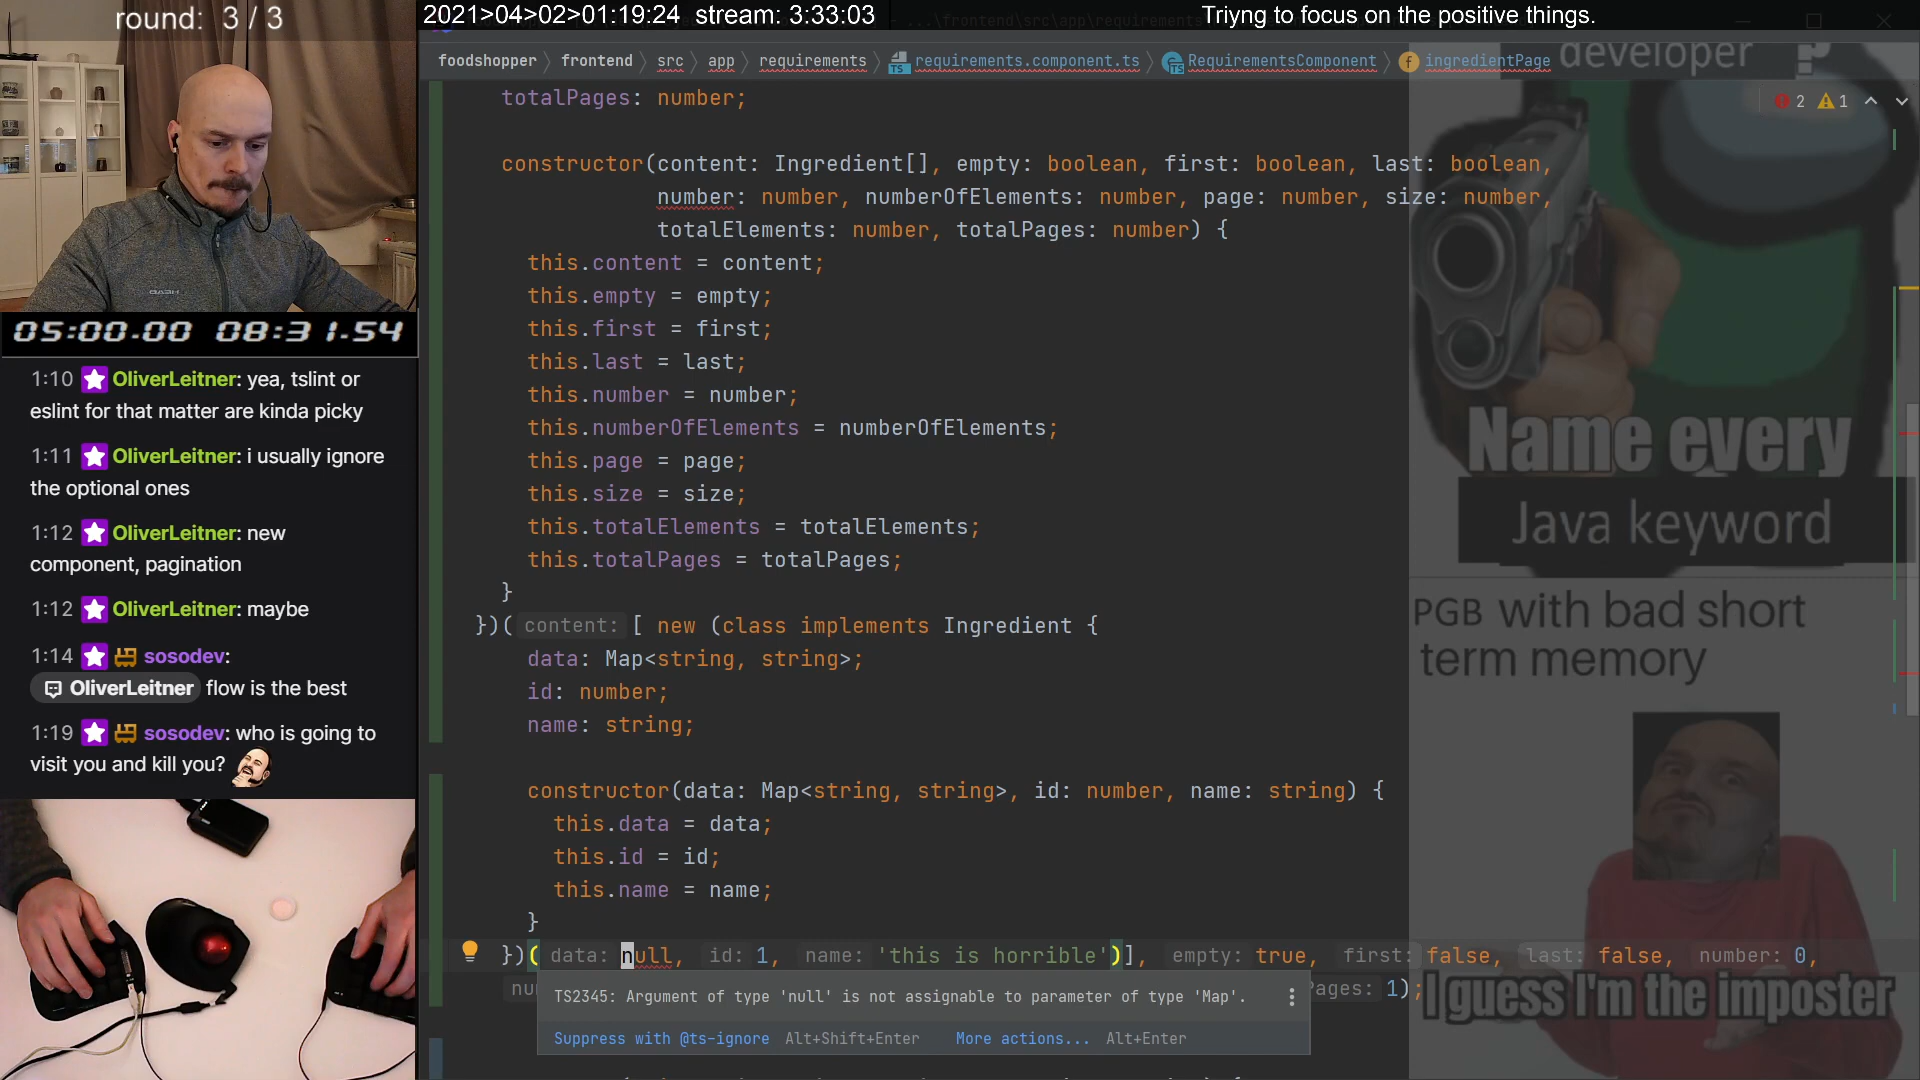 round: 3 / 3
2021>04>02>01:19:24 stream: 3:33:03
Triyng to focus on the positive things.
foodshopper frontend src app requirements requirements.component.ts RequirementsComponent ingredientPage
developer ?
2 1
totalPages: number;
constructor(content: Ingredient[], empty: boolean, first: boolean, last: boolean,
number: number, numberOfElements: number, page: number, size: number,
totalElements: number, totalPages: number) {
this.content = content;
this.empty = empty;
this.first = first;
this.last = last;
this.number = number;
this.numberOfElements = numberOfElements;
this.page = page;
this.size = size;
this.totalElements = totalElements;
this.totalPages = totalPages;
}
})( content: [ new (class implements Ingredient {
data: Map<string, string>;
id: number;
name: string;
constructor(data: Map<string, string>, id: number, name: string) {
this.data = data;
this.id = id;
this.name = name;
}
})( data: null, id: 1, name: 'this is horrible')], empty: true, first: false, last: false, number: 0,
Pages: 1);
TS2345: Argument of type 'null' is not assignable to parameter of type 'Map'.
Suppress with @ts-ignore Alt+Shift+Enter More actions... Alt+Enter
Name every
Java keyword
PGB with bad short
term memory
I guess I'm the imposter
HEAD
05:00.00 08:31.54
1:10 OliverLeitner: yea, tslint or
eslint for that matter are kinda picky
1:11 OliverLeitner: i usually ignore
the optional ones
1:12 OliverLeitner: new
component, pagination
1:12 OliverLeitner: maybe
1:14 sosodev:
OliverLeitner flow is the best
1:19 sosodev: who is going to
visit you and kill you?